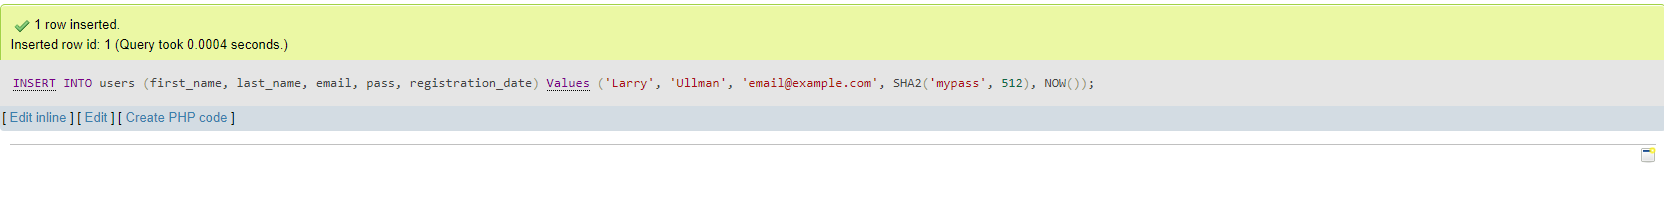 1 row inserted.
Inserted row id: 1 (Query took 0.0004 seconds.)
INSERT INTO users (first_name, last_name, email, pass, registration_date) Values ('Larry', 'Ullman', 'email@example.com', SHA2('mypass', 512), NOW());
[ Edit inline ] [ Edit ] [ Create PHP code ]